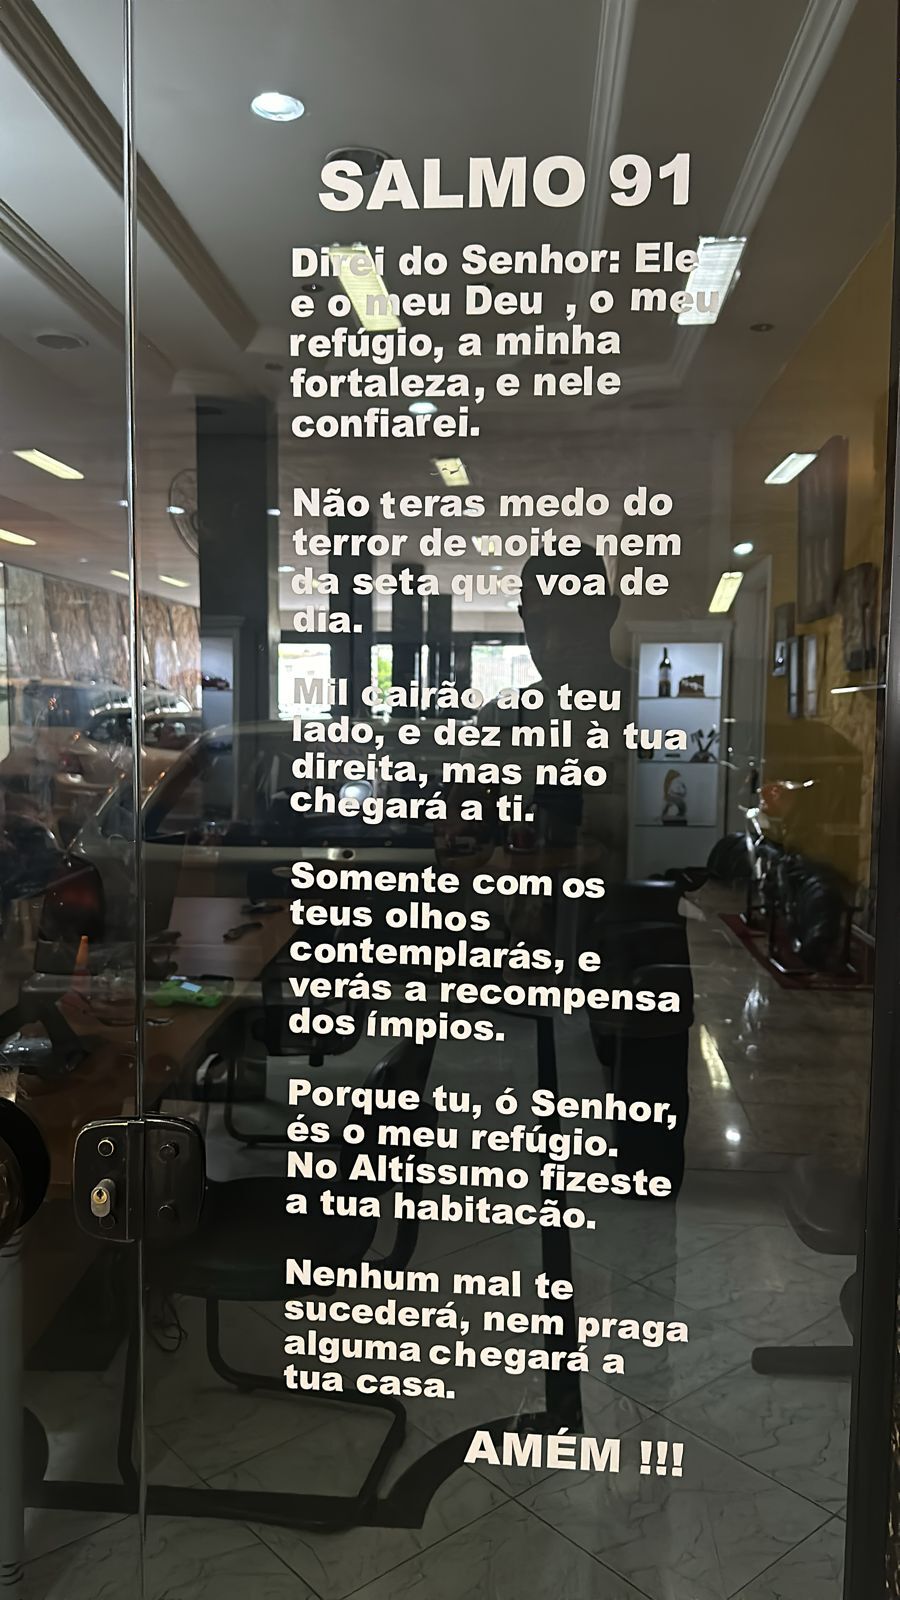 SALMO 91
Direi do Senhor: Ele
e o meu Deu , o meu
refúgio, a minha
fortaleza, e nele
confiarei.
Não teras medo do
terror de noite nem
da seta que voa de
dia.
Mil cairão ao teu
lado, e dez mil à tua
direita, mas não
chegará a ti.
Somente com os
teus olhos
contemplarás, e
verás a recompensa
dos ímpios.
Porque tu, ó Senhor,
és o meu refúgio.
No Altíssımo fizeste
a tua habitacão.
Nenhum mal te
sucederá, nem praga
alguma chegará a
tua casa.
AMÉM !!!